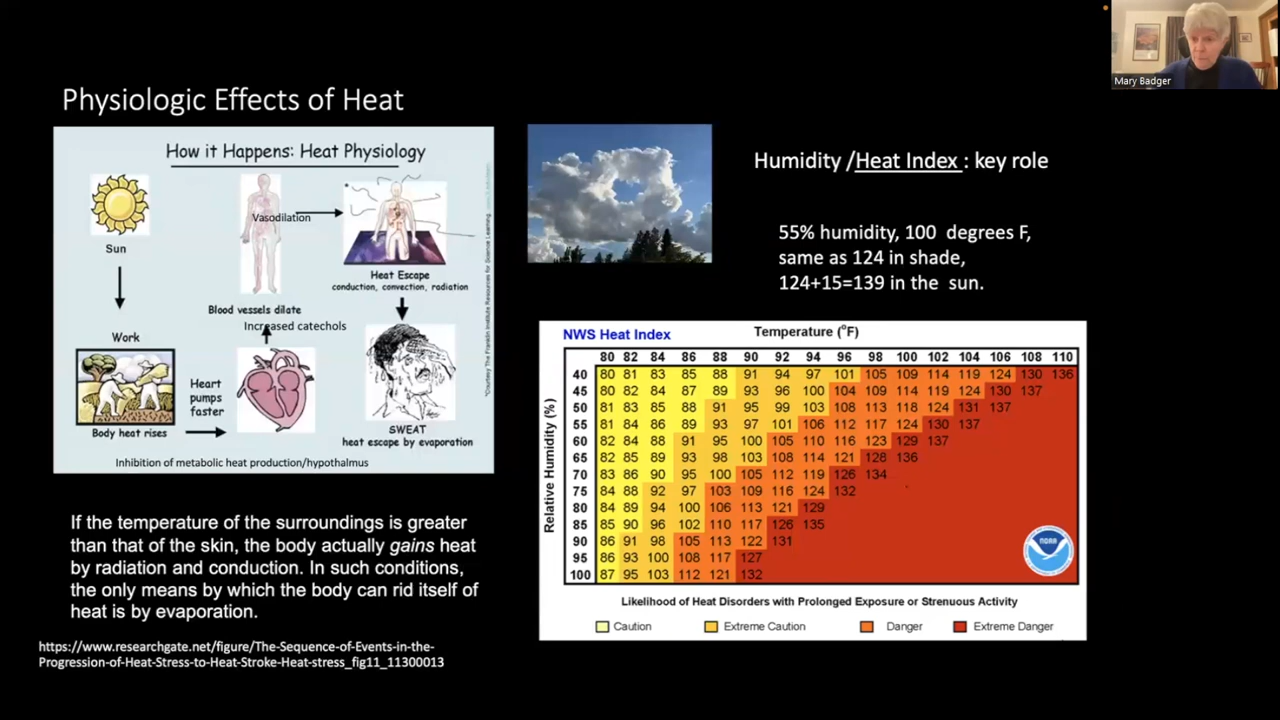 Mary Badger
Physiologic Effects of Heat
How it Happens: Heat Physiology
Sun
Vasodilation
Heat Escape
conduction, convection, radiation
Blood vessels dilate
Increased catechols
Work
Heart
pumps
faster
Body heat rises
SWEAT
heat escape by evaporation
Inhibition of metabolic heat production/hypothalmus
"Courtesy The Franklin Institute Resources for Science Learning
If the temperature of the surroundings is greater
than that of the skin, the body actually gains heat
by radiation and conduction. In such conditions,
the only means by which the body can rid itself of
heat is by evaporation.
https://www.researchgate.net/figure/The-Sequence-of-Events-in-the-
Progression-of-Heat-Stress-to-Heat-Stroke-Heat-stress_fig11_11300013
Humidity /Heat Index : key role
55% humidity, 100 degrees F,
same as 124 in shade,
124+15=139 in the sun.
NWS Heat Index
Temperature (°F)
80 82 84 86 88 90 92 94 96 98 100 102 104 106 108 110
Relative Humidity (%)
40 80 81 83 85 88 91 94 97 101 105 109 114 119 124 130 136
45 80 82 84 87 89 93 96 100 104 109 114 119 124 130 137
50 81 83 85 88 91 95 99 103 108 113 118 124 131 137
55 81 84 86 89 93 97 101 106 112 117 124 130 137
60 82 84 88 91 95 100 105 110 116 123 129 137
65 82 85 89 93 98 103 108 114 121 128 136
70 83 86 90 95 100 105 112 119 126 134
75 84 88 92 97 103 109 116 124 132
80 84 89 94 100 106 113 121 129
85 85 90 96 102 110 117 126 135
90 86 91 98 105 113 122 131
95 86 93 100 108 117 127
100 87 95 103 112 121 132
NOAA
Likelihood of Heat Disorders with Prolonged Exposure or Strenuous Activity
Caution
Extreme Caution
Danger
Extreme Danger